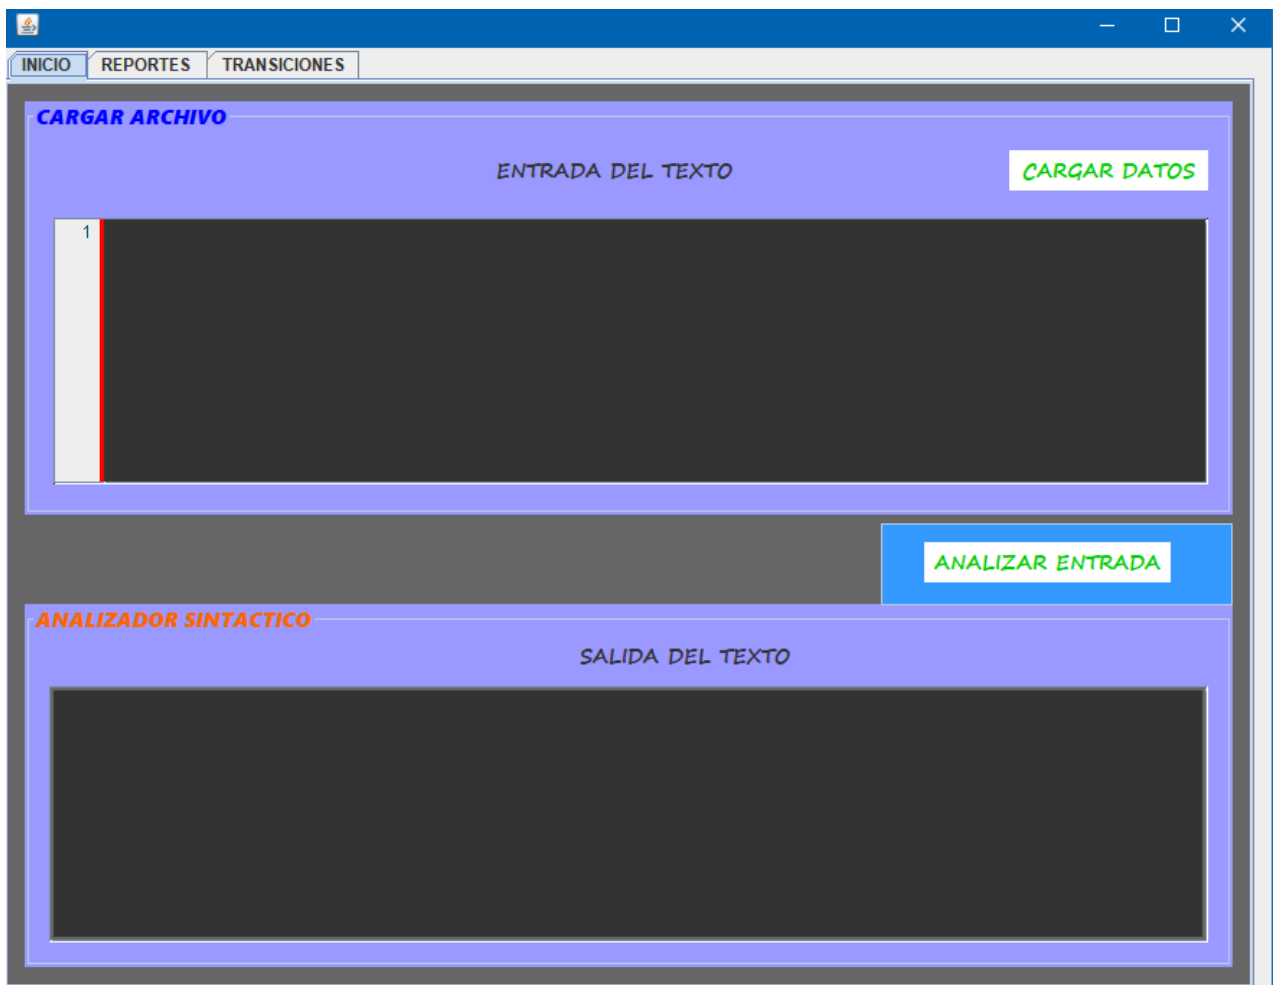 INICIO REPORTES TRANSICIONES
CARGAR ARCHIVO
ENTRADA DEL TEXTO CARGAR DATOS
1
ANALIZAR ENTRADA
ANALIZADOR SINTACTICO
SALIDA DEL TEXTO